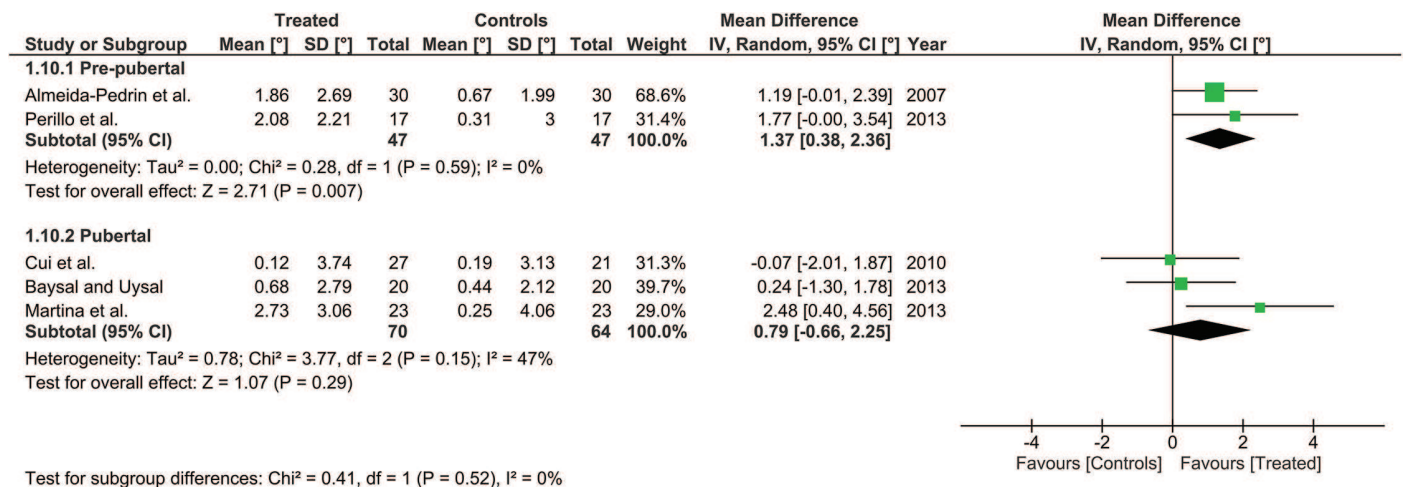 Treated Controls Mean Difference Mean Difference
Study or Subgroup Mean [°] SD [°] Total Mean [°] SD [°] Total Weight IV, Random, 95% CI [°] Year IV, Random, 95% CI [°]
1.10.1 Pre-pubertal
Almeida-Pedrin et al. 1.86 2.69 30 0.67 1.99 30 68.6% 1.19 [-0.01, 2.39] 2007
Perillo et al. 2.08 2.21 17 0.31 3 17 31.4% 1.77 [-0.00, 3.54] 2013
Subtotal (95% CI) 47 47 100.0% 1.37 [0.38, 2.36]
Heterogeneity: Tau² = 0.00; Chi² = 0.28, df = 1 (P = 0.59); I² = 0%
Test for overall effect: Z = 2.71 (P = 0.007)
1.10.2 Pubertal
Cui et al. 0.12 3.74 27 0.19 3.13 21 31.3% -0.07 [-2.01, 1.87] 2010
Baysal and Uysal 0.68 2.79 20 0.44 2.12 20 39.7% 0.24 [-1.30, 1.78] 2013
Martina et al. 2.73 3.06 23 0.25 4.06 23 29.0% 2.48 [0.40, 4.56] 2013
Subtotal (95% CI) 70 64 100.0% 0.79 [-0.66, 2.25]
Heterogeneity: Tau² = 0.78; Chi² = 3.77, df = 2 (P = 0.15); I² = 47%
Test for overall effect: Z = 1.07 (P = 0.29)
-4 -2 0 2 4
Favours [Controls] Favours [Treated]
Test for subgroup differences: Chi² = 0.41, df = 1 (P = 0.52), I² = 0%